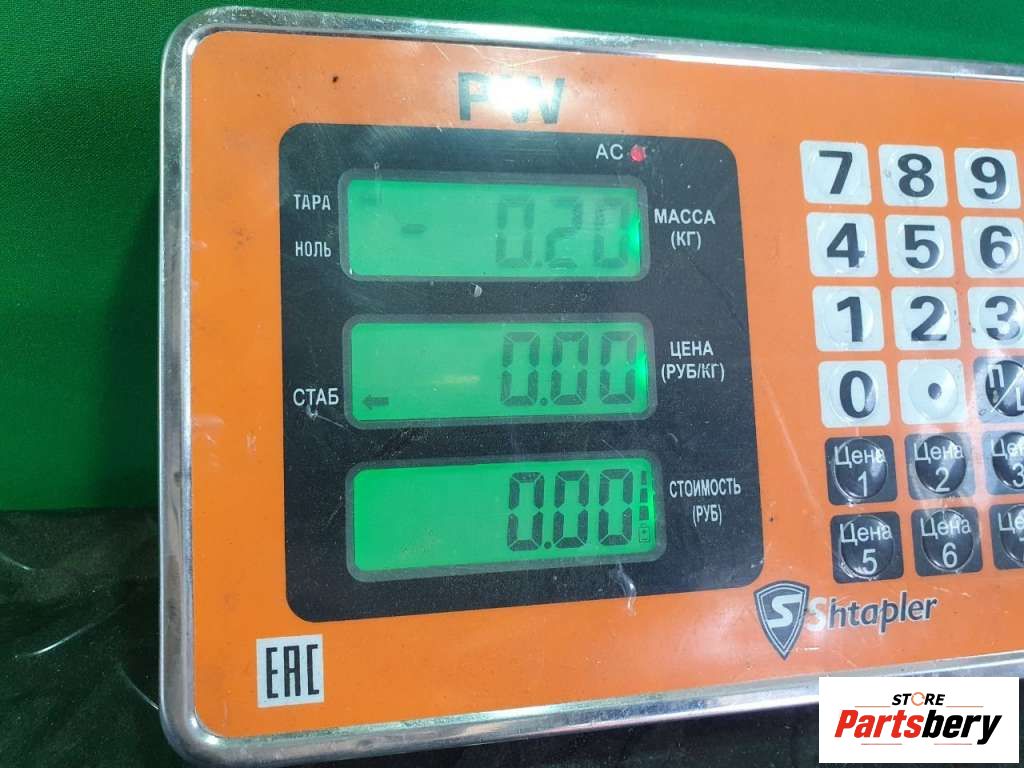 PW
AC
ТАРА
НОЛЬ
- 0.20
МАССА
(КГ)
СТАБ
0.00
ЦЕНА
(РУБ/КГ)
0.00
СТОИМОСТЬ
(РУБ)
7 8 9
4 5 6
1 2 3
0 .
Цена 1
Цена 2
Цена 5
Цена 6
S Shtapler
EAC
STORE
Partsbery